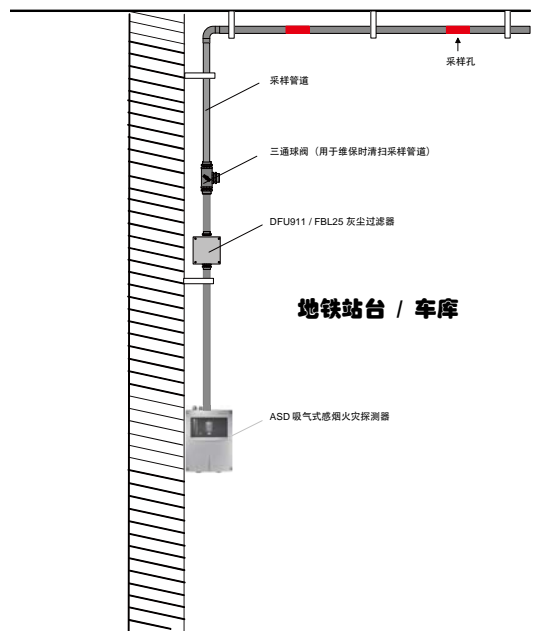 采样孔
采样管道
三通球阀（用于维保时清扫采样管道）
DFU911 / FBL25 灰尘过滤器
地铁站台 / 车库
ASD 吸气式感烟火灾探测器